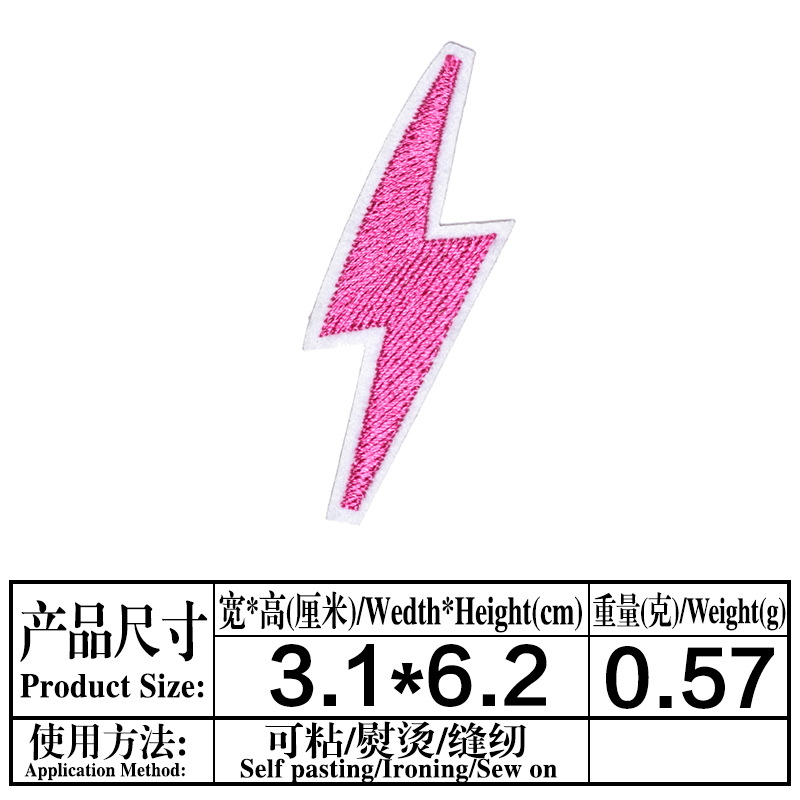 产品尺寸
Product Size:
宽*高(厘米)/Wedth*Height(cm)
重量(克)/Weight(g)
3.1*6.2
0.57
使用方法:
Application Method:
可粘/熨烫/缝纫
Self pasting/Ironing/Sew on